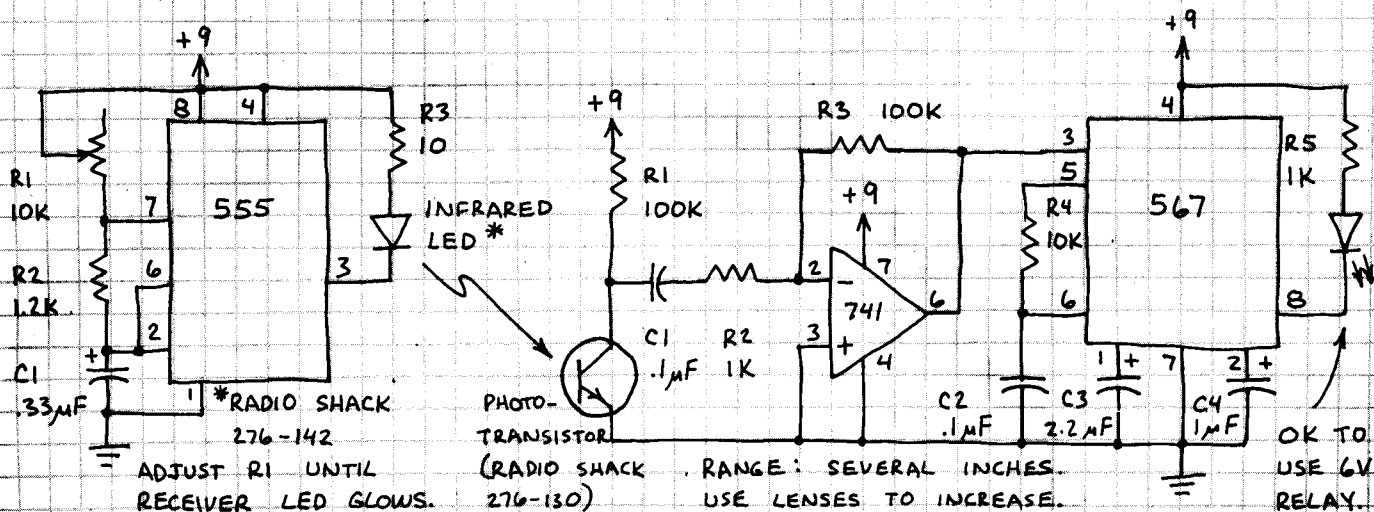 +9
8
4
R3
10
R1
10K
7
555
INFRARED
LED *
R2
1.2K
6
3
2
+
C1
.33µF
1
*RADIO SHACK
276-142
ADJUST R1 UNTIL
RECEIVER LED GLOWS.
+9
R1
100K
C1
.1µF
R2
1K
PHOTO-
TRANSISTOR
(RADIO SHACK
276-130)
R3 100K
+9
2
-
7
741
6
3
+
4
RANGE: SEVERAL INCHES.
USE LENSES TO INCREASE.
+9
4
3
5
R5
1K
567
R4
10K
6
8
1
+
7
2
+
C2
.1µF
C3
2.2µF
C4
1µF
OK TO
USE 6V
RELAY.